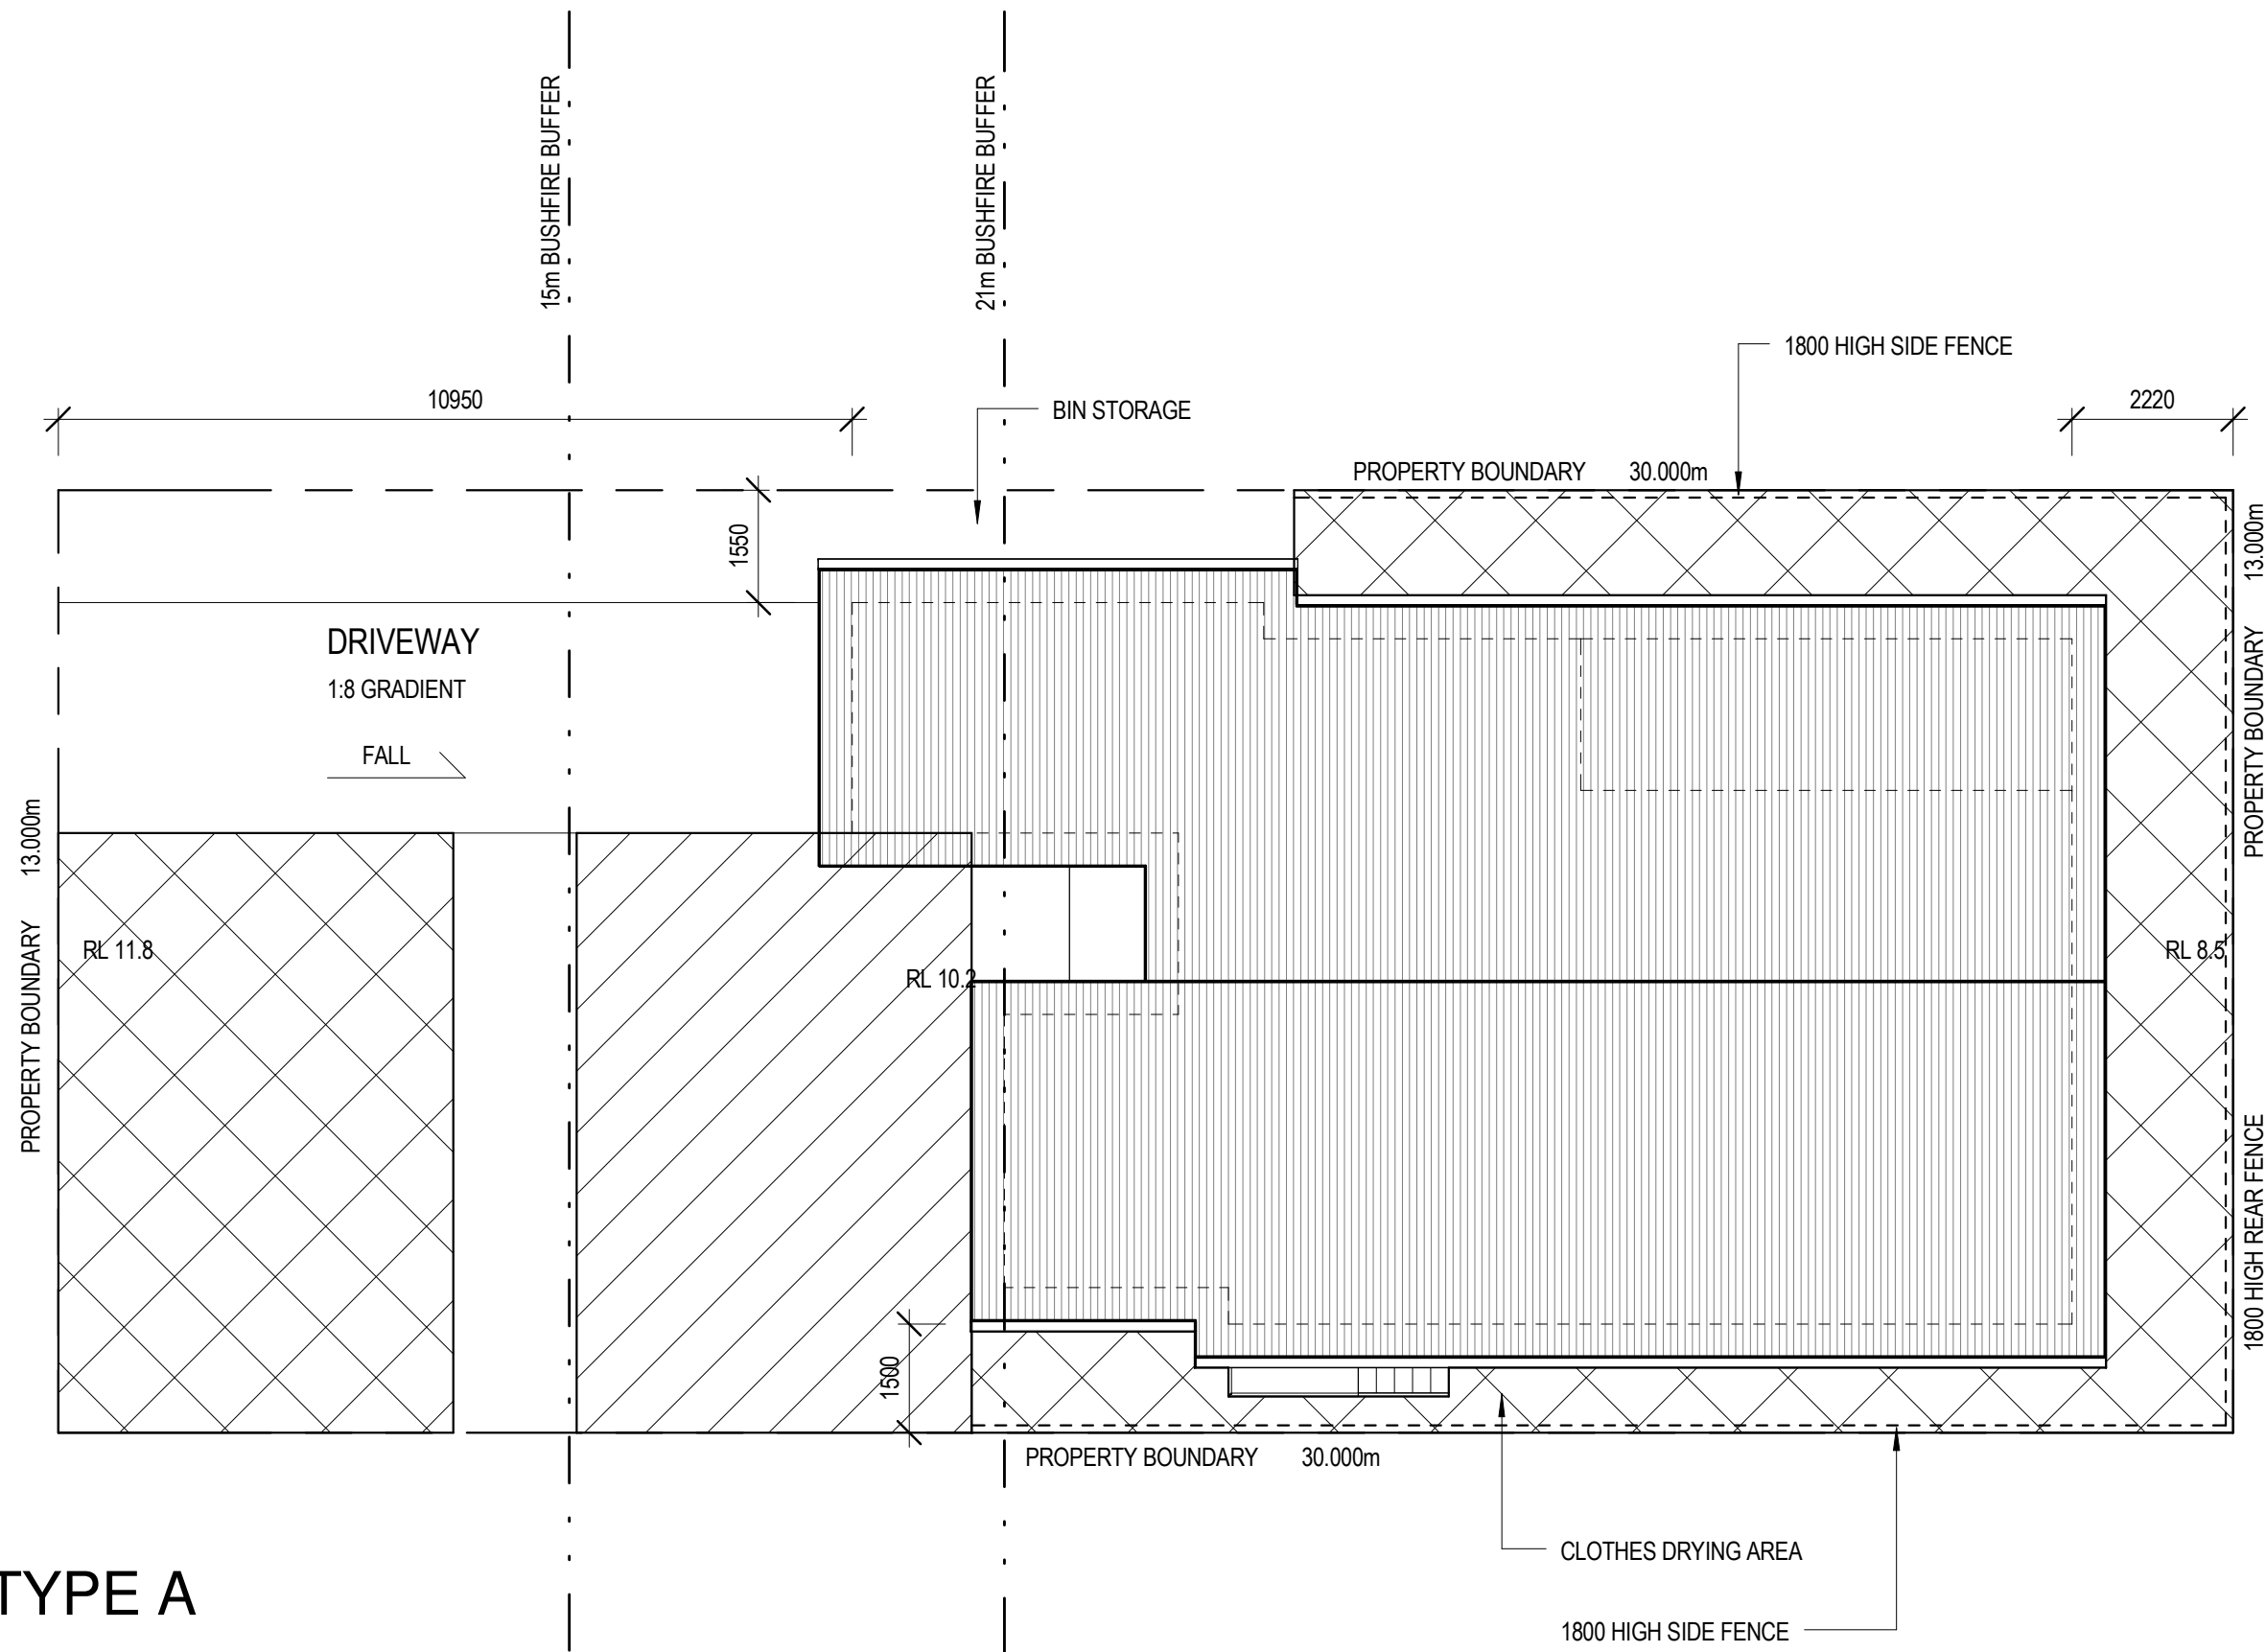 15m BUSHFIRE BUFFER
21m BUSHFIRE BUFFER
1800 HIGH SIDE FENCE
10950
BIN STORAGE
2220
PROPERTY BOUNDARY 30.000m
1550
DRIVEWAY
1:8 GRADIENT
FALL
PROPERTY BOUNDARY 13.000m
PROPERTY BOUNDARY 13.000m
RL 11.8
RL 10.2
RL 8.5
1800 HIGH REAR FENCE
1500
PROPERTY BOUNDARY 30.000m
CLOTHES DRYING AREA
TYPE A
1800 HIGH SIDE FENCE